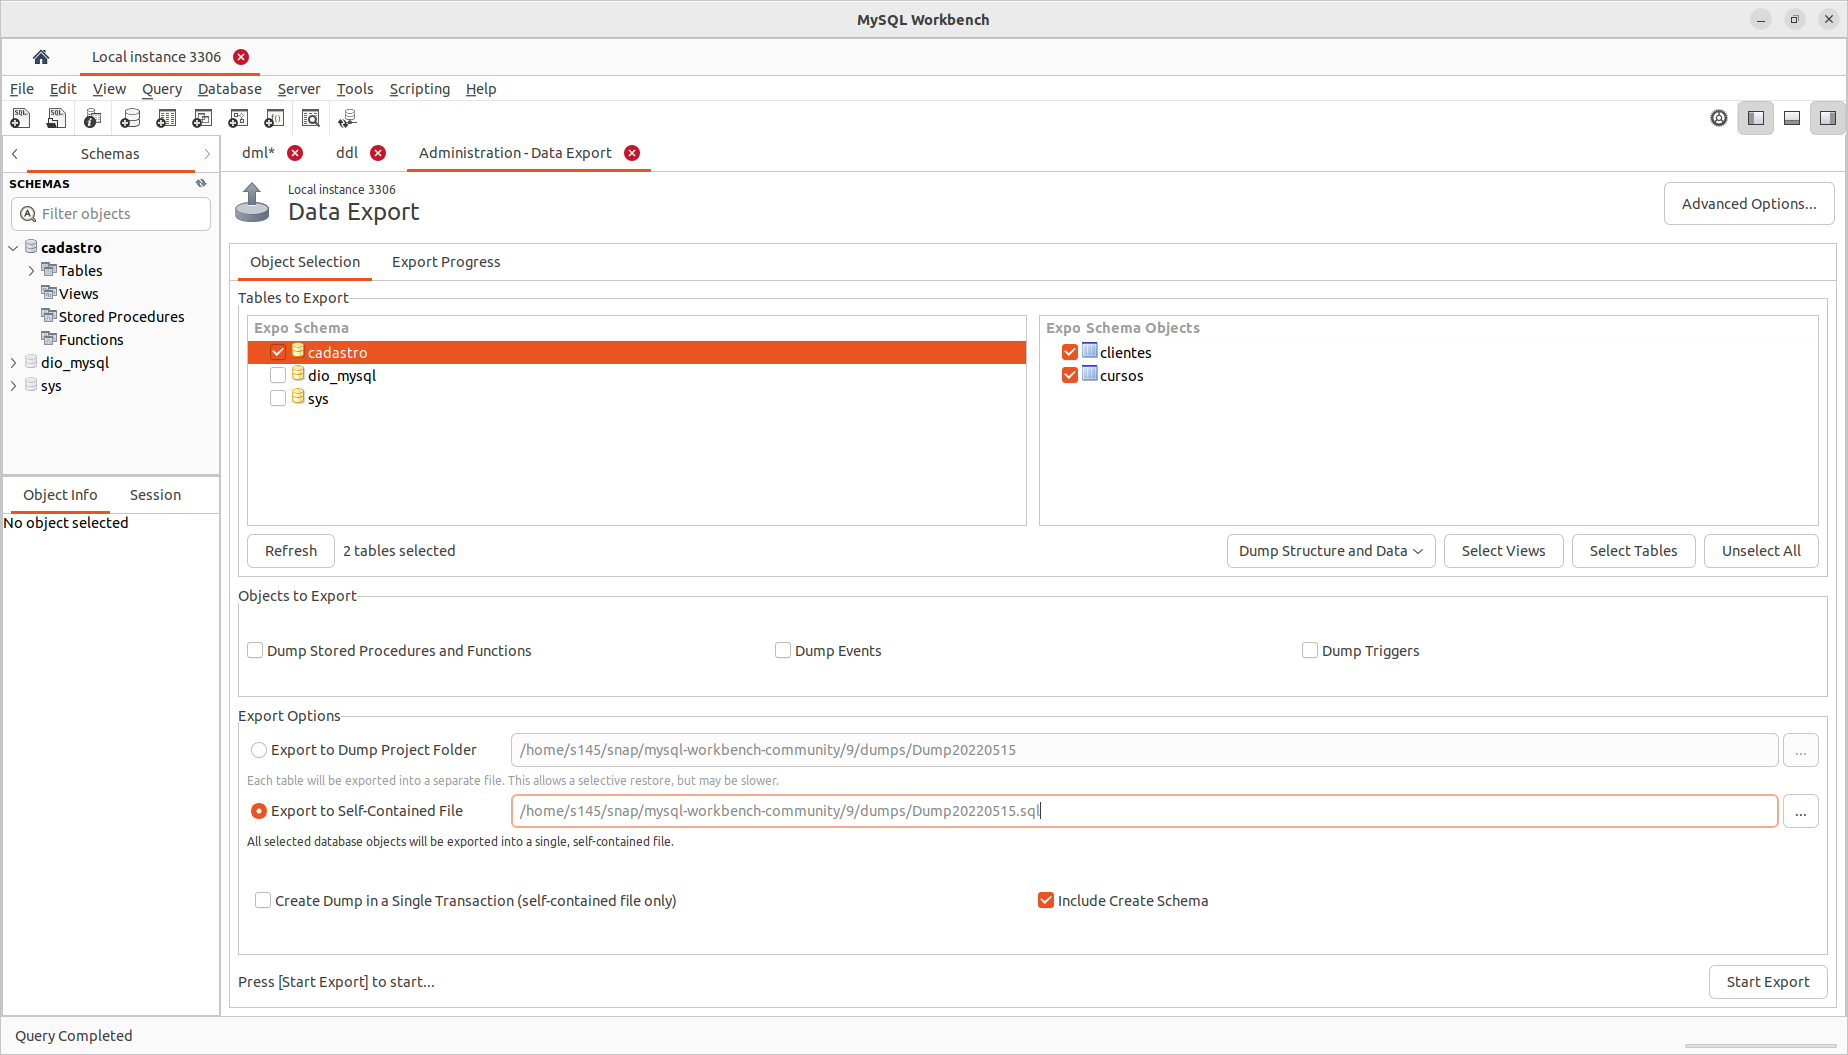 MySQL Workbench
Local instance 3306
File Edit View Query Database Server Tools Scripting Help
Schemas
SCHEMAS
Filter objects
cadastro
Tables
Views
Stored Procedures
Functions
dio_mysql
sys
Object Info Session
No object selected
dml* ddl Administration - Data Export
Local instance 3306
Data Export
Advanced Options...
Object Selection Export Progress
Tables to Export
Expo Schema
cadastro
dio_mysql
sys
Expo Schema Objects
clientes
cursos
Refresh 2 tables selected Dump Structure and Data Select Views Select Tables Unselect All
Objects to Export
Dump Stored Procedures and Functions Dump Events Dump Triggers
Export Options
Export to Dump Project Folder /home/s145/snap/mysql-workbench-community/9/dumps/Dump20220515 ...
Each table will be exported into a separate file. This allows a selective restore, but may be slower.
Export to Self-Contained File /home/s145/snap/mysql-workbench-community/9/dumps/Dump20220515.sql ...
All selected database objects will be exported into a single, self-contained file.
Create Dump in a Single Transaction (self-contained file only) Include Create Schema
Press [Start Export] to start... Start Export
Query Completed